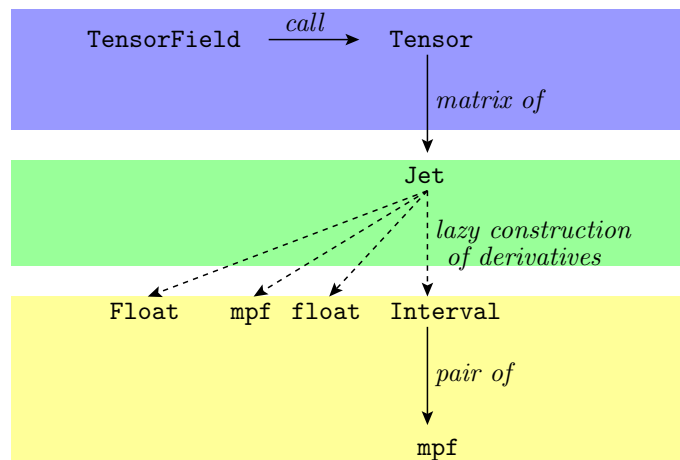 TensorField call Tensor
matrix of
Jet
lazy construction
of derivatives
Float mpf float Interval
pair of
mpf